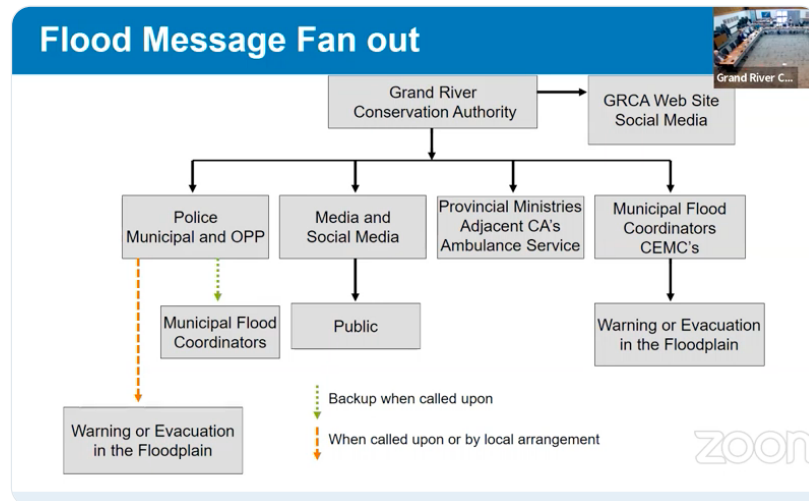 Flood Message Fan out
Grand River C...
Grand River
Conservation Authority
GRCA Web Site
Social Media
Police
Municipal and OPP
Media and
Social Media
Provincial Ministries
Adjacent CA's
Ambulance Service
Municipal Flood
Coordinators
CEMC's
Municipal Flood
Coordinators
Public
Warning or Evacuation
in the Floodplain
Backup when called upon
When called upon or by local arrangement
Warning or Evacuation
in the Floodplain
zoom